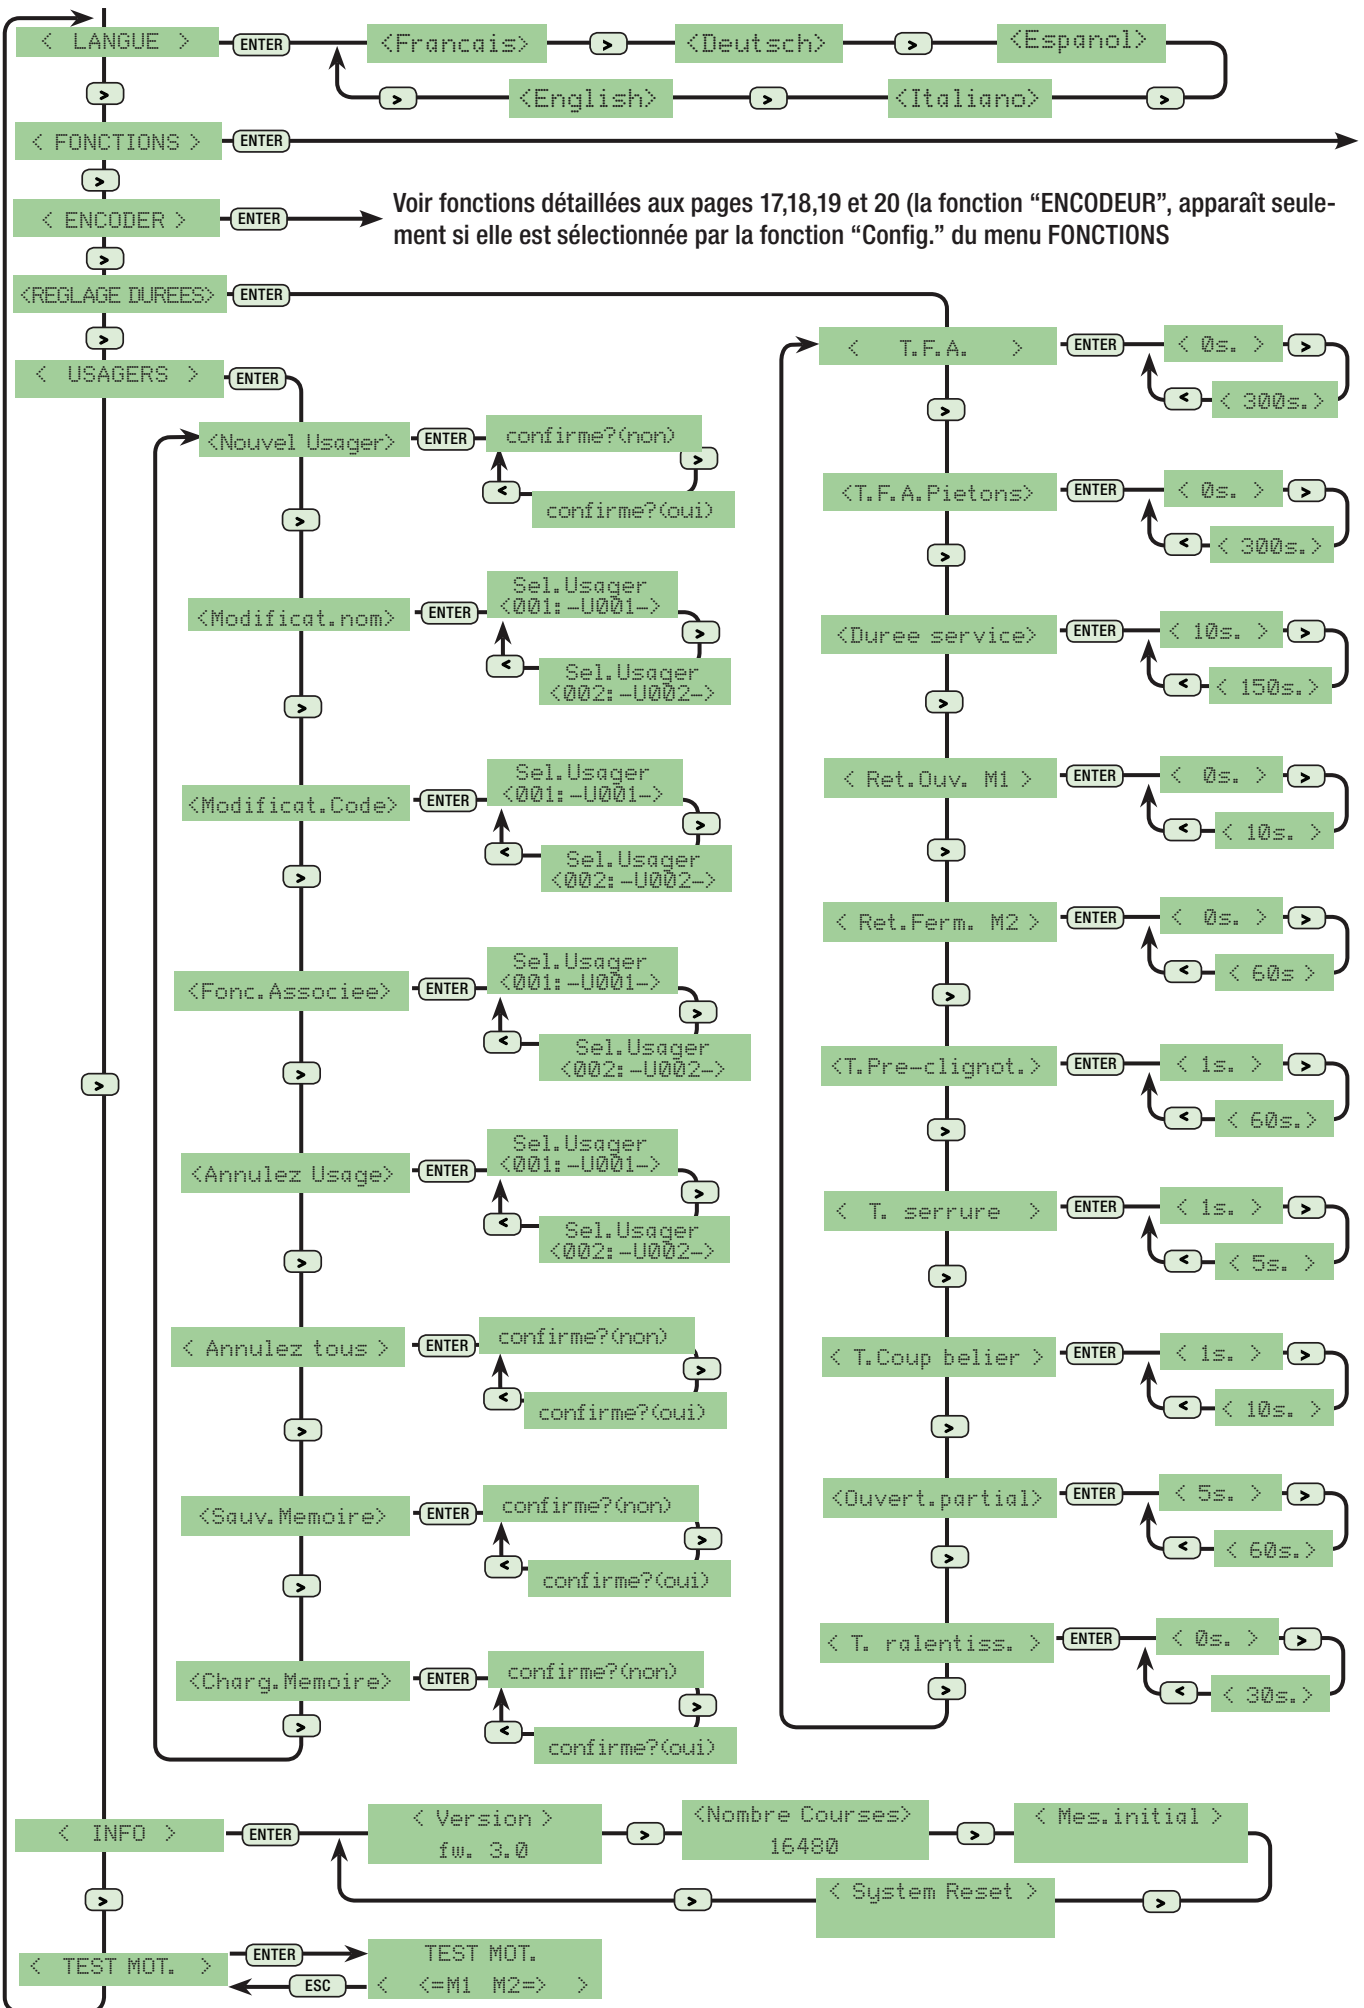 < LANGUE >
ENTER
<Francais>
>
<Deutsch>
>
<Espanol>
>
>
<English>
>
<Italiano>
>
< FONCTIONS >
ENTER
>
< ENCODER >
ENTER
Voir fonctions détaillées aux pages 17,18,19 et 20 (la fonction “ENCODEUR”, apparaît seule-
ment si elle est sélectionnée par la fonction “Config.” du menu FONCTIONS
>
<REGLAGE DUREES>
ENTER
>
< USAGERS >
ENTER
<Nouvel Usager>
ENTER
confirme?(non)
>
<
confirme?(oui)
>
<Modificat.nom>
ENTER
Sel.Usager
<001:-U001->
>
<
Sel.Usager
<002:-U002->
>
<Modificat.Code>
ENTER
Sel.Usager
<001:-U001->
>
<
Sel.Usager
<002:-U002->
>
<Fonc.Associee>
ENTER
Sel.Usager
<001:-U001->
>
<
Sel.Usager
<002:-U002->
>
>
<Annulez Usage>
ENTER
Sel.Usager
<001:-U001->
>
<
Sel.Usager
<002:-U002->
>
< Annulez tous >
ENTER
confirme?(non)
>
<
confirme?(oui)
>
<Sauv.Memoire>
ENTER
confirme?(non)
>
<
confirme?(oui)
>
<Charg.Memoire>
ENTER
confirme?(non)
>
<
confirme?(oui)
>
< T.F.A. >
ENTER
< 0s. >
>
<
< 300s.>
>
<T.F.A.Pietons>
ENTER
< 0s. >
>
<
< 300s.>
>
<Duree service>
ENTER
< 10s. >
>
<
< 150s.>
>
< Ret.Ouv. M1 >
ENTER
< 0s. >
>
<
< 10s. >
>
< Ret.Ferm. M2 >
ENTER
< 0s. >
>
<
< 60s >
>
<T.Pre-clignot.>
ENTER
< 1s. >
>
<
< 60s.>
>
< T. serrure >
ENTER
< 1s. >
>
<
< 5s. >
>
< T.Coup belier >
ENTER
< 1s. >
>
<
< 10s. >
>
<Ouvert.partial>
ENTER
< 5s. >
>
<
< 60s.>
>
< T. ralentiss. >
ENTER
< 0s. >
>
<
< 30s.>
>
< INFO >
ENTER
< Version >
fw. 3.0
>
<Nombre Courses>
16480
>
< Mes.initial >
>
>
< System Reset >
>
< TEST MOT. >
ENTER
ESC
TEST MOT.
< <=M1 M2=> >